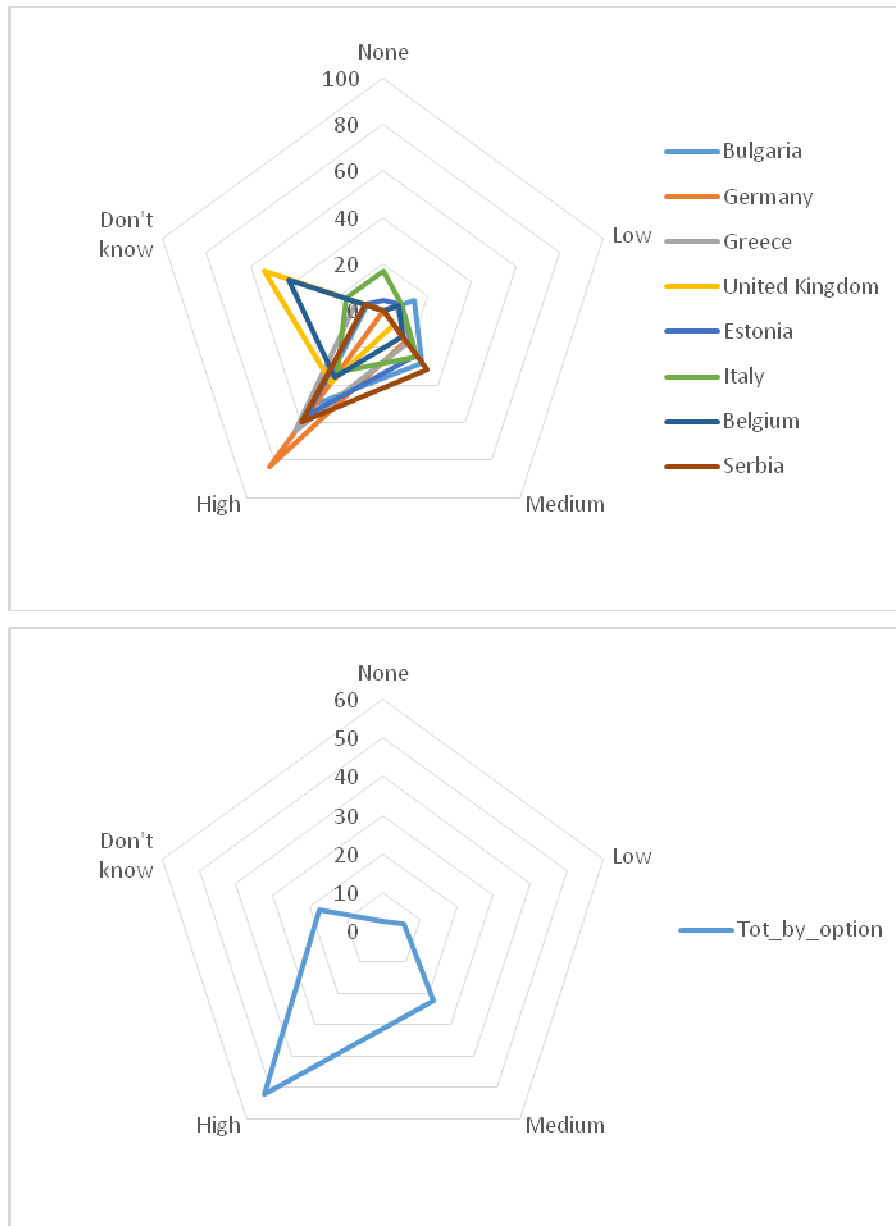 None
100
80
60
40
20
0
Don't
know
Low
High
Medium
Bulgaria
Germany
Greece
United Kingdom
Estonia
Italy
Belgium
Serbia
None
60
50
40
30
20
10
0
Don't
know
Low
High
Medium
Tot_by_option